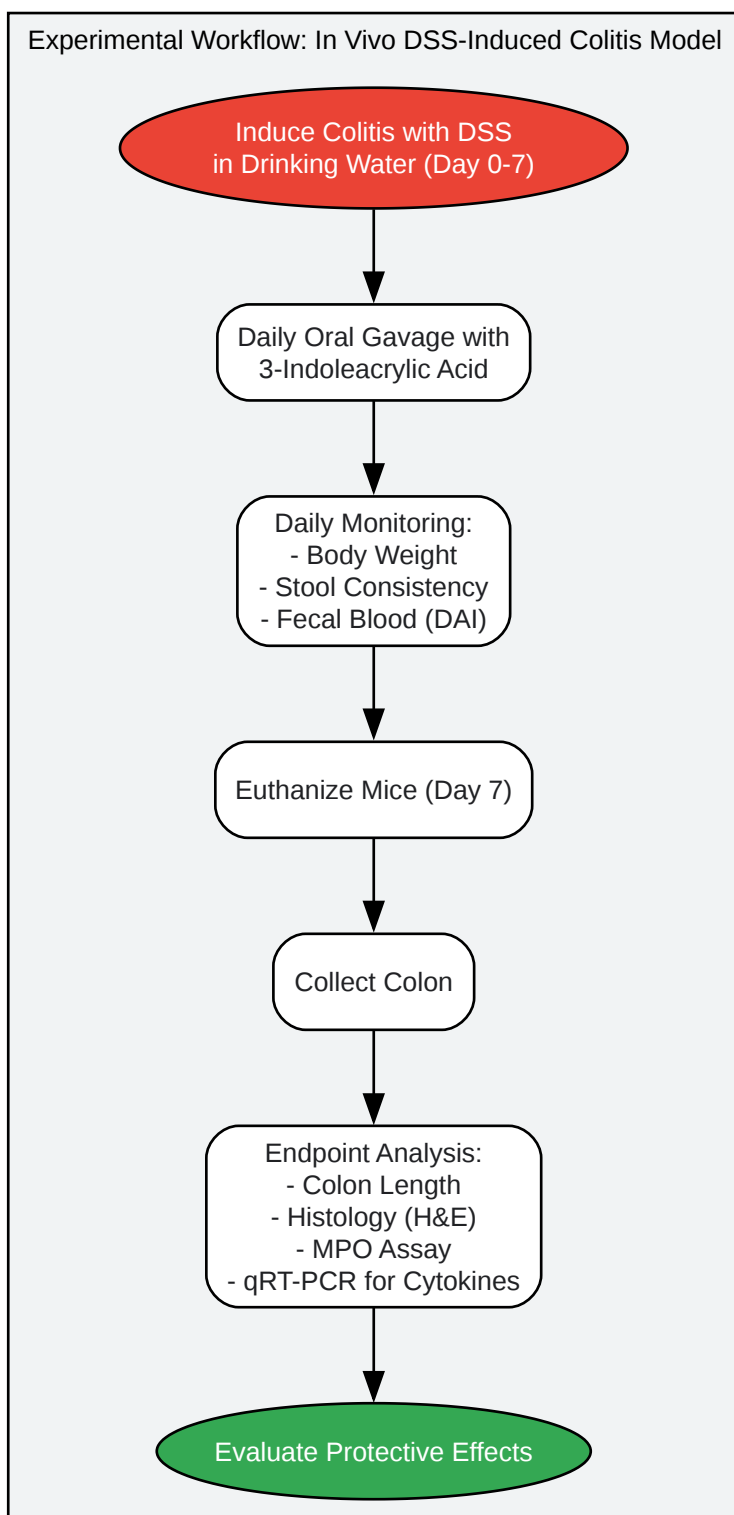 Experimental Workflow: In Vivo DSS-Induced Colitis Model
Induce Colitis with DSS
in Drinking Water (Day 0-7)
Daily Oral Gavage with
3-Indoleacrylic Acid
Daily Monitoring:
- Body Weight
- Stool Consistency
- Fecal Blood (DAI)
Euthanize Mice (Day 7)
Collect Colon
Endpoint Analysis:
- Colon Length
- Histology (H&E)
- MPO Assay
- qRT-PCR for Cytokines
Evaluate Protective Effects